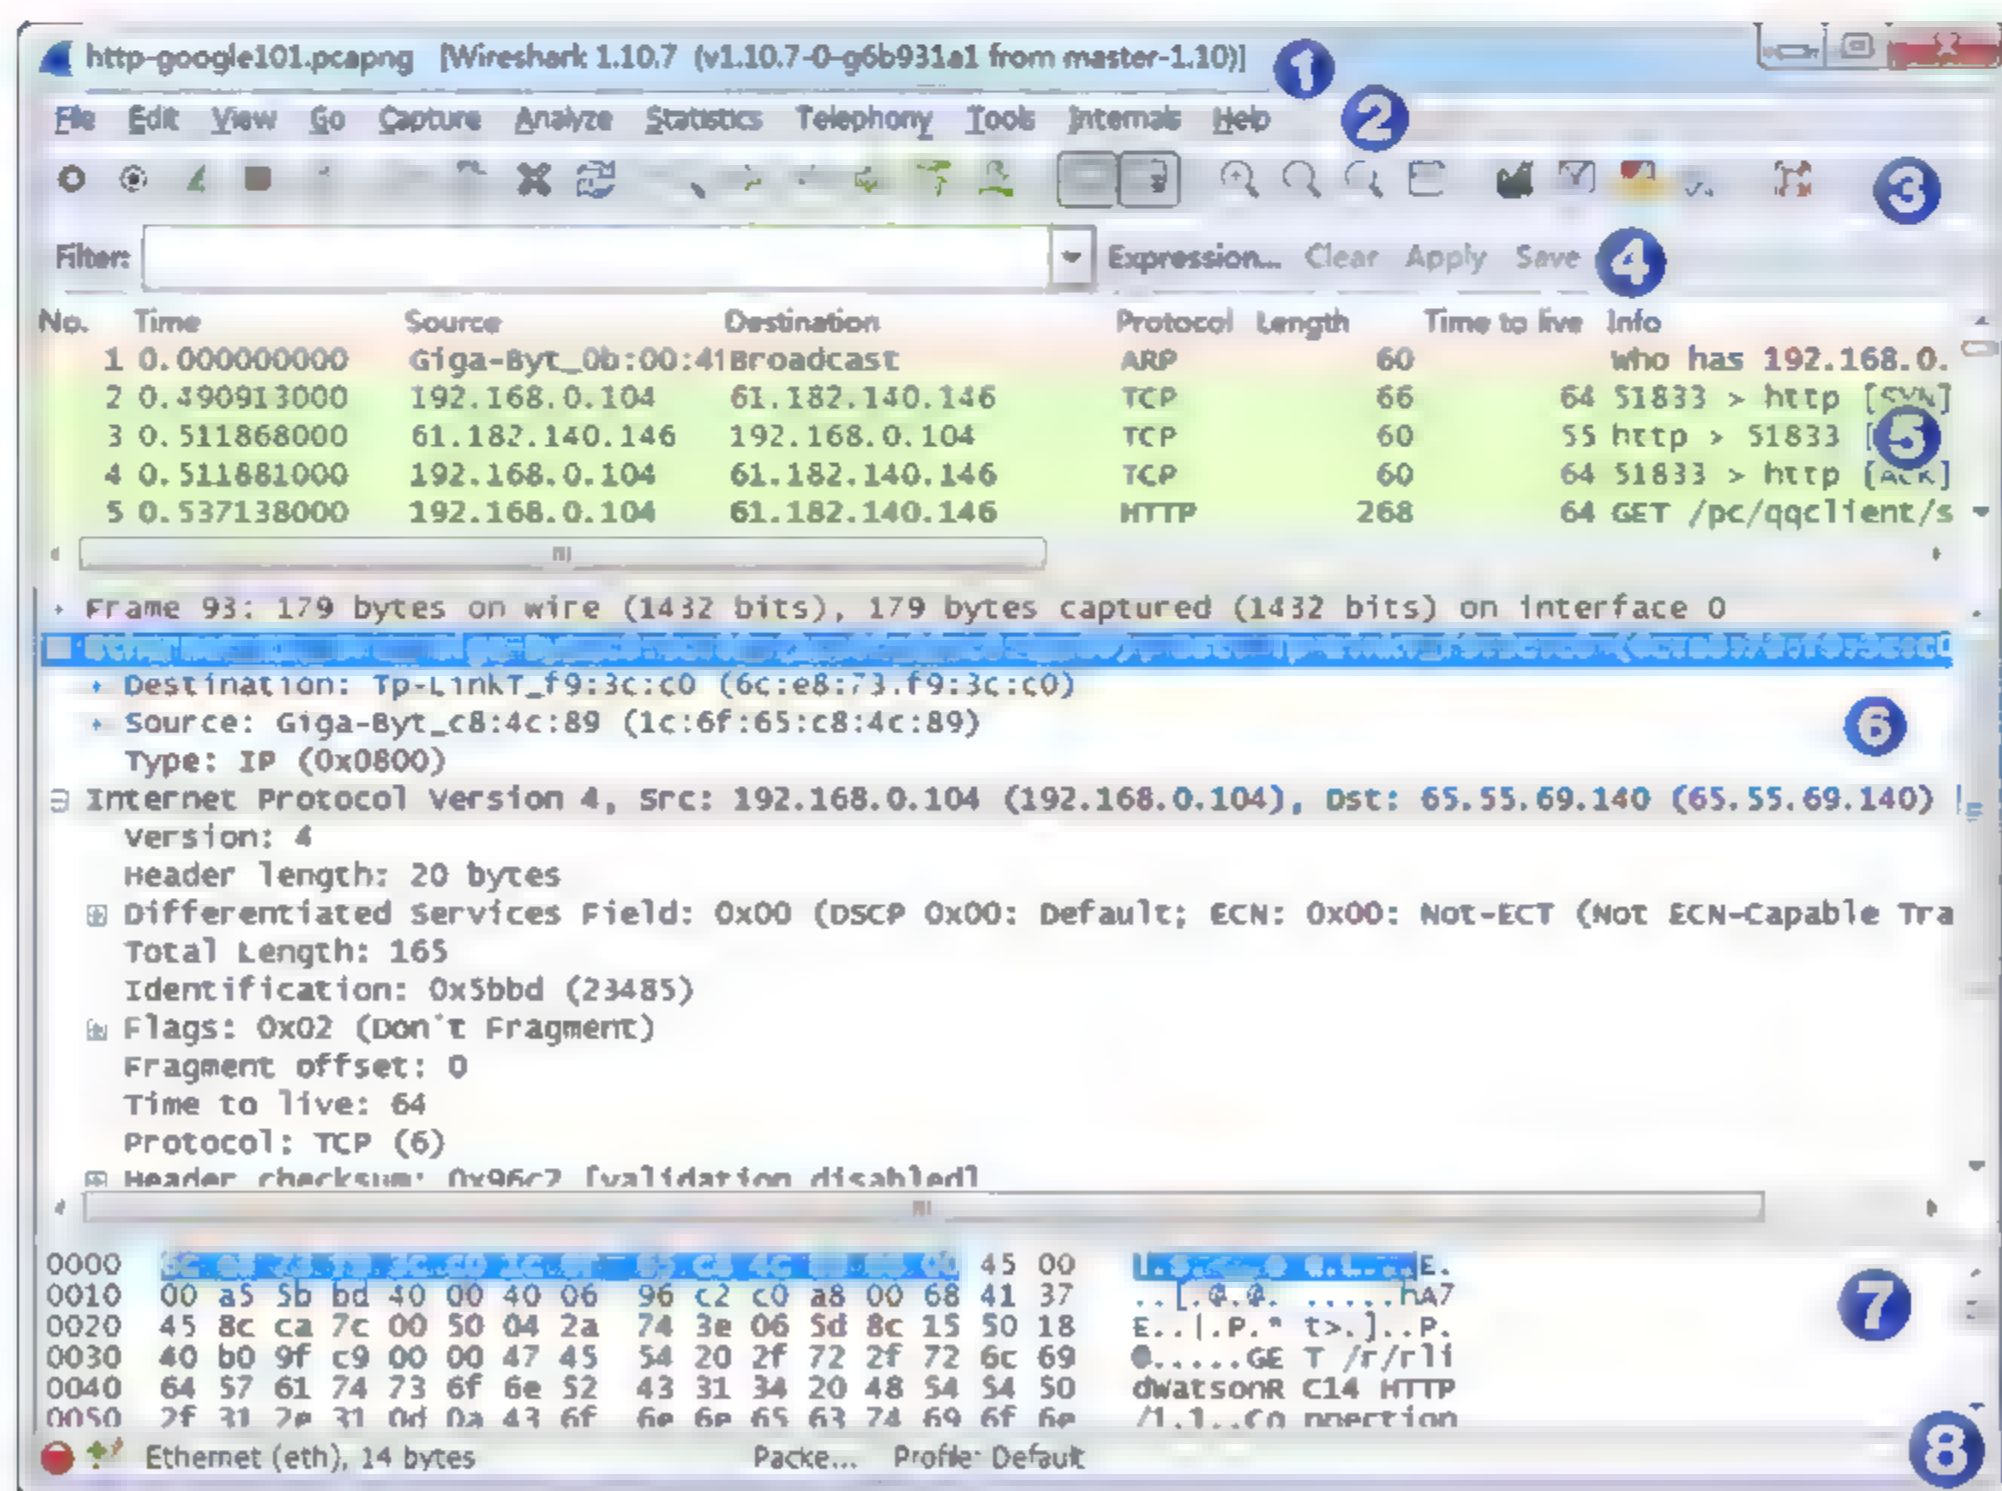 http-google101.pcapng [Wireshark 1.10.7 (v1.10.7-0-g6b931a1 from master-1.10)]
1
File Edit View Go Capture Analyze Statistics Telephony Tools Internals Help
2
3
Filter: Expression... Clear Apply Save
4
No. Time Source Destination Protocol Length Time to live Info
1 0.000000000 Giga-Byt_0b:00:41 Broadcast ARP 60 who has 192.168.0.
2 0.490913000 192.168.0.104 61.182.140.146 TCP 66 64 51833 > http [SYN]
3 0.511868000 61.182.140.146 192.168.0.104 TCP 60 55 http > 51833 [
5
4 0.511881000 192.168.0.104 61.182.140.146 TCP 60 64 51833 > http [ACK]
5 0.537138000 192.168.0.104 61.182.140.146 HTTP 268 64 GET /pc/qqclient/s
Frame 93: 179 bytes on wire (1432 bits), 179 bytes captured (1432 bits) on interface 0
Destination: Tp-LinkT_f9:3c:c0 (6c:e8:73:f9:3c:c0)
Source: Giga-Byt_c8:4c:89 (1c:6f:65:c8:4c:89)
6
Type: IP (0x0800)
Internet Protocol Version 4, Src: 192.168.0.104 (192.168.0.104), Dst: 65.55.69.140 (65.55.69.140)
Version: 4
Header length: 20 bytes
Differentiated Services Field: 0x00 (DSCP 0x00: Default; ECN: 0x00: Not-ECT (Not ECN-Capable Tra
Total Length: 165
Identification: 0x5bbd (23485)
Flags: 0x02 (Don't Fragment)
Fragment offset: 0
Time to live: 64
Protocol: TCP (6)
Header checksum: 0x96c2 [validation disabled]
0000 45 00 E.
0010 00 a5 5b bd 40 00 40 06 96 c2 c0 a8 00 68 41 37 ..[.@.@. .....hA7
7
0020 45 8c ca 7c 00 50 04 2a 74 3e 06 5d 8c 15 50 18 E..|.P.* t>.]..P.
0030 40 b0 9f c9 00 00 47 45 54 20 2f 72 2f 72 6c 69 @.....GE T /r/rli
0040 64 57 61 74 73 6f 6e 52 43 31 34 20 48 54 54 50 dWatsonR C14 HTTP
0050 2f 31 2e 31 0d 0a 43 6f 6e 6e 65 63 74 69 6f 6e /1.1..Co nnection
Ethernet (eth), 14 bytes Packe... Profile: Default
8